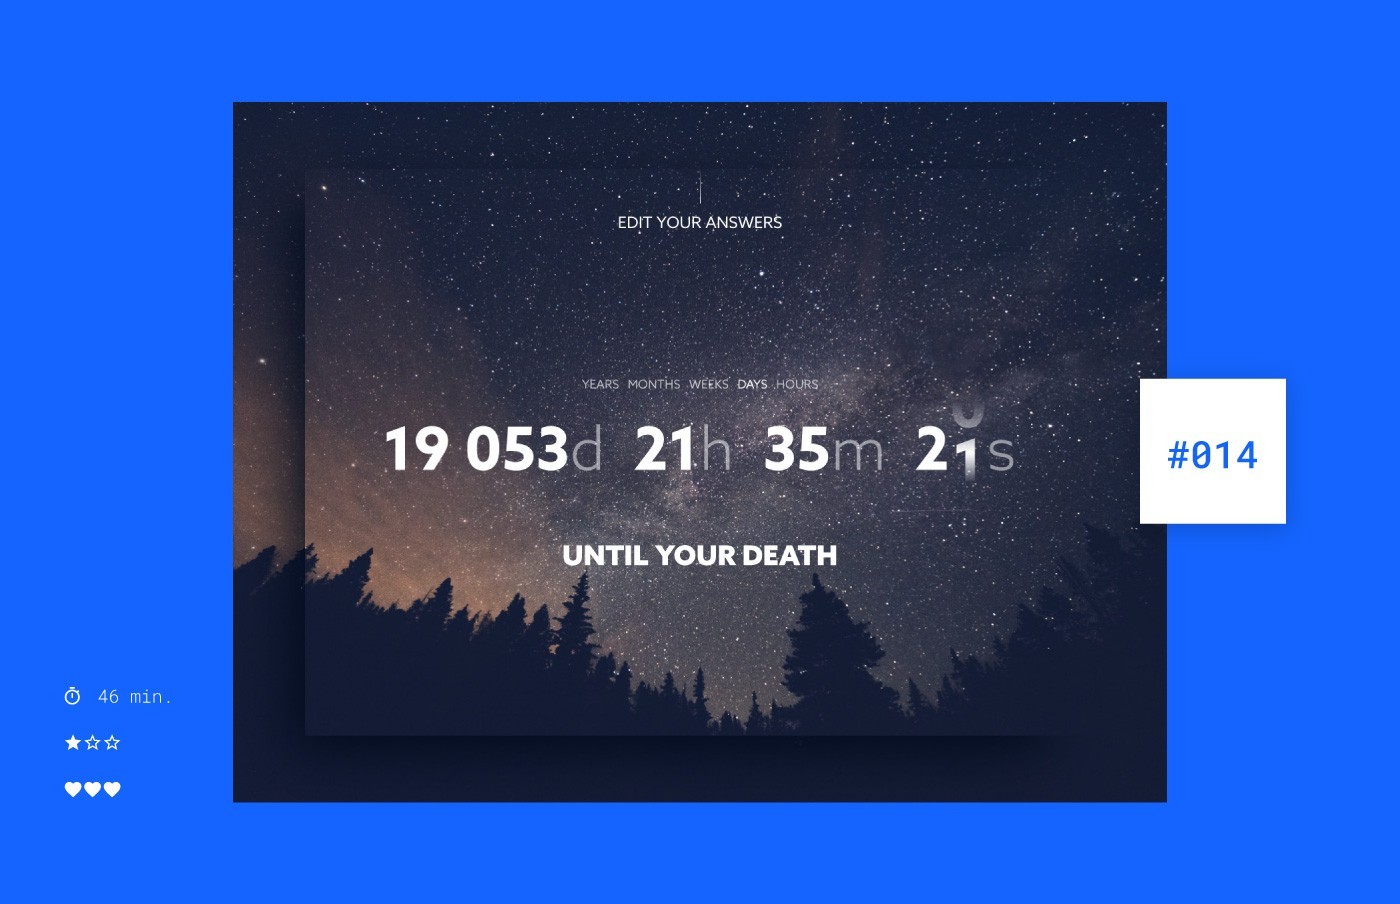 EDIT YOUR ANSWERS
YEARS MONTHS WEEKS DAYS HOURS
19 053d 21h 35m 21s
UNTIL YOUR DEATH
#014
46 min.